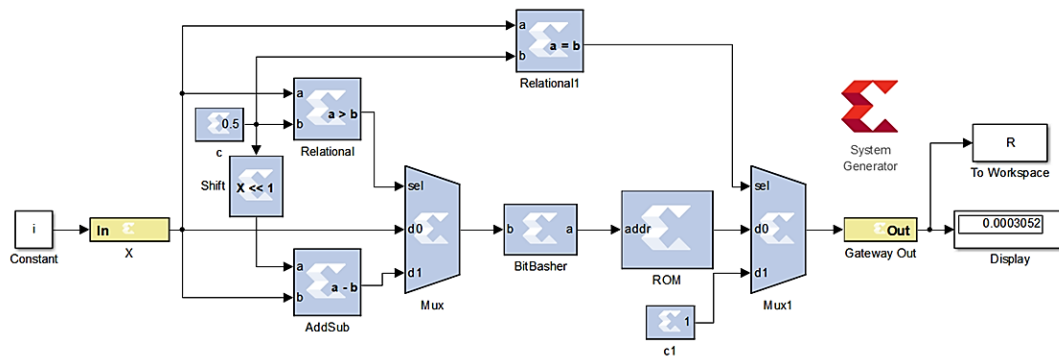 a
b
a = b
Relational1
a
b
a > b
Relational
0.5
c
Shift
X << 1
System
Generator
R
To Workspace
sel
d0
d1
Mux
i
Constant
In
X
b
a
BitBasher
addr
ROM
sel
d0
d1
Mux1
Out
Gateway Out
0.0003052
Display
a
b
a - b
AddSub
1
c1